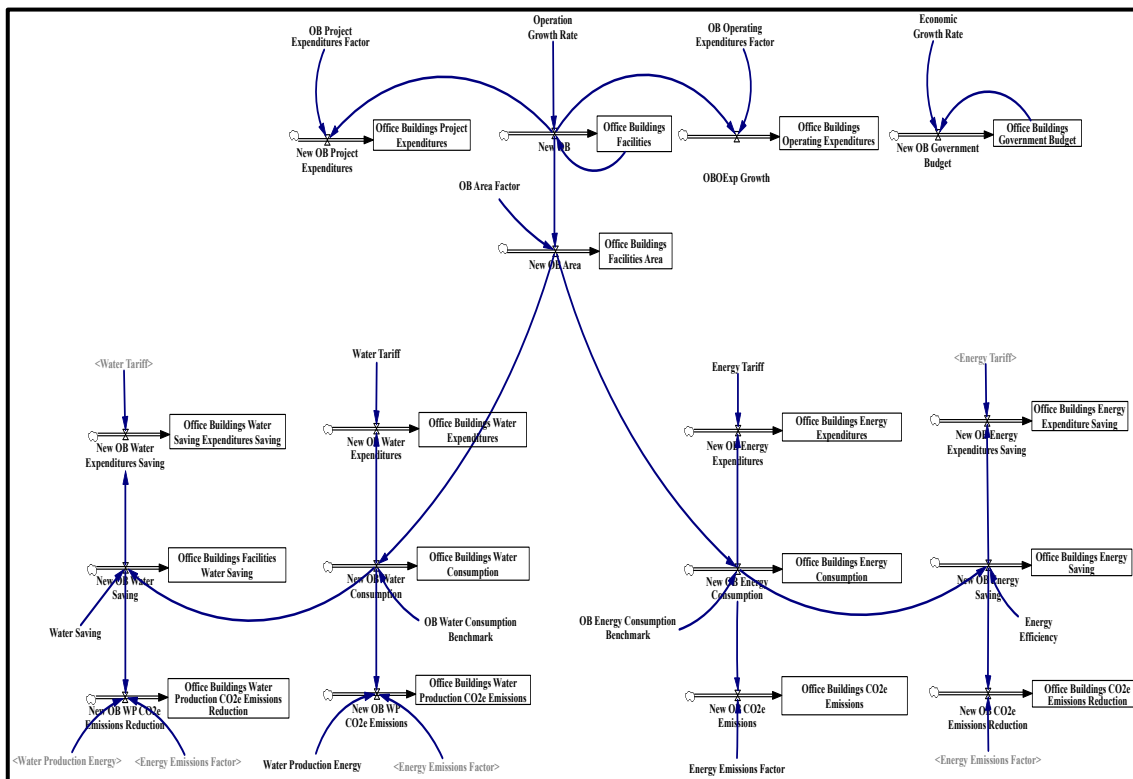 OB Project
Expenditures Factor
Operation
Growth Rate
OB Operating
Expenditures Factor
Economic
Growth Rate
New OB Project
Expenditures
Office Buildings Project
Expenditures
New OB
Office Buildings
Facilities
Office Buildings
Operating Expenditures
OBOExp Growth
New OB Government
Budget
Office Buildings
Government Budget
OB Area Factor
New OB Area
Office Buildings
Facilities Area
<Water Tariff>
Water Tariff
Energy Tariff
<Energy Tariff>
New OB Water
Expenditures Saving
Office Buildings Water
Saving Expenditures Saving
New OB Water
Expenditures
Office Buildings Water
Expenditures
New OB Energy
Expenditures
Office Buildings Energy
Expenditures
New OB Energy
Expenditures Saving
Office Buildings Energy
Expenditure Saving
New OB Water
Saving
Office Buildings Facilities
Water Saving
New OB Water
Consumption
Office Buildings Water
Consumption
New OB Energy
Consumption
Office Buildings Energy
Consumption
New OB Energy
Saving
Office Buildings Energy
Saving
Water Saving
OB Water Consumption
Benchmark
OB Energy Consumption
Benchmark
Energy
Efficiency
New OB WP CO2e
Emissions Reduction
Office Buildings Water
Production CO2e Emissions
Reduction
New OB WP
CO2e Emissions
Office Buildings Water
Production CO2e Emissions
New OB CO2e
Emissions
Office Buildings CO2e
Emissions
New OB CO2e
Emissions Reduction
Office Buildings CO2e
Emissions Reduction
<Water Production Energy>
<Energy Emissions Factor>
Water Production Energy
<Energy Emissions Factor>
Energy Emissions Factor
<Energy Emissions Factor>